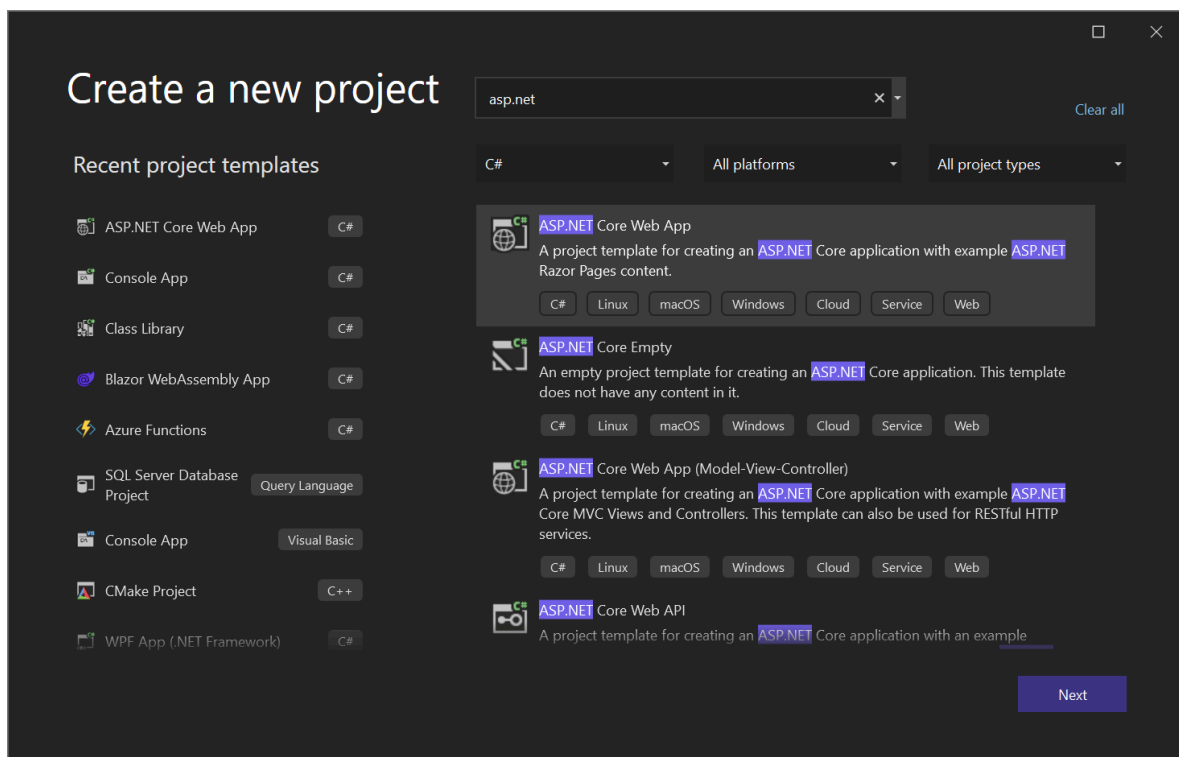 Create a new project
asp.net
Clear all
Recent project templates
C#
All platforms
All project types
ASP.NET Core Web App
C#
Console App
C#
Class Library
C#
Blazor WebAssembly App
C#
Azure Functions
C#
SQL Server Database
Project
Query Language
Console App
Visual Basic
CMake Project
C++
WPF App (.NET Framework)
C#
ASP.NET Core Web App
A project template for creating an ASP.NET Core application with example ASP.NET
Razor Pages content.
C# Linux macOS Windows Cloud Service Web
ASP.NET Core Empty
An empty project template for creating an ASP.NET Core application. This template
does not have any content in it.
C# Linux macOS Windows Cloud Service Web
ASP.NET Core Web App (Model-View-Controller)
A project template for creating an ASP.NET Core application with example ASP.NET
Core MVC Views and Controllers. This template can also be used for RESTful HTTP
services.
C# Linux macOS Windows Cloud Service Web
ASP.NET Core Web API
A project template for creating an ASP.NET Core application with an example
Next